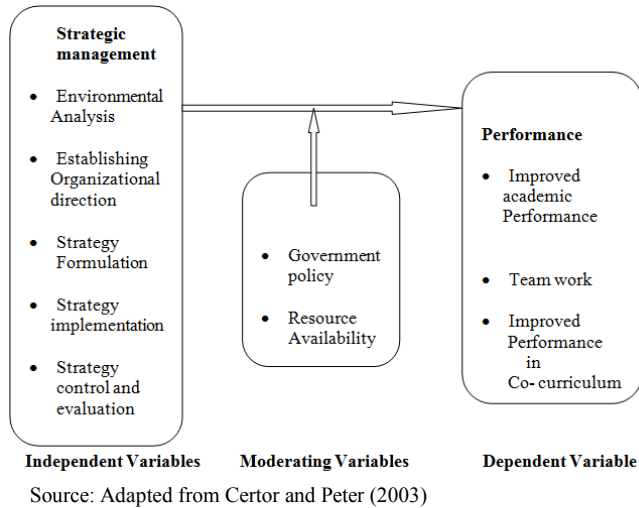 Strategic
management
• Environmental
Analysis
• Establishing
Organizational
direction
• Strategy
Formulation
• Strategy
implementation
• Strategy
control and
evaluation
• Government
policy
• Resource
Availability
Performance
• Improved
academic
Performance
• Team work
• Improved
Performance
in
Co- curriculum
Independent Variables
Moderating Variables
Dependent Variable
Source: Adapted from Certor and Peter (2003)